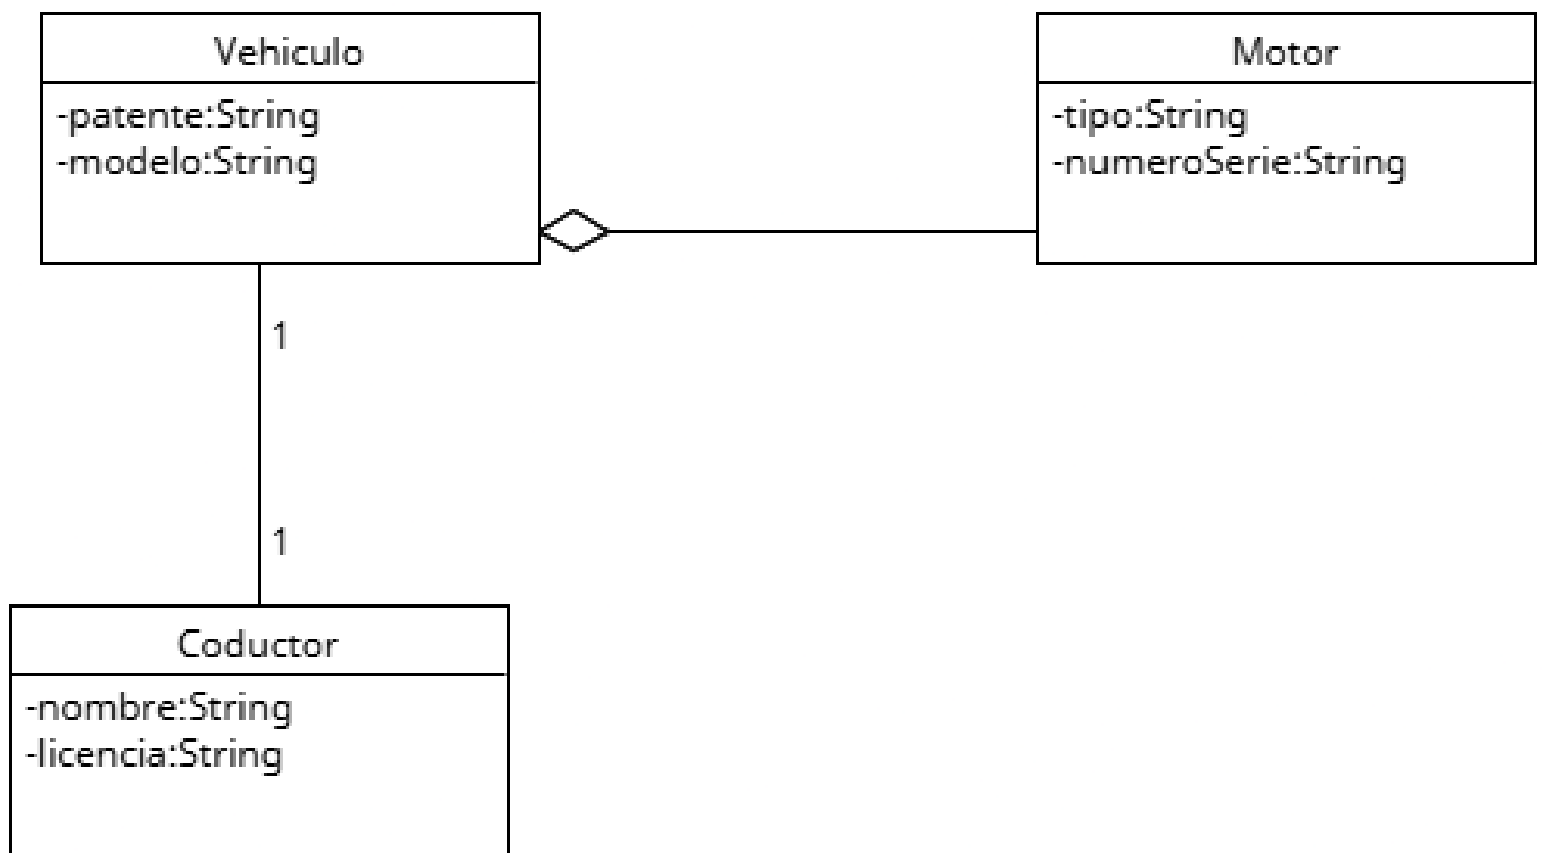 Vehiculo
-patente:String
-modelo:String
Motor
-tipo:String
-numeroSerie:String
1
1
Coductor
-nombre:String
-licencia:String